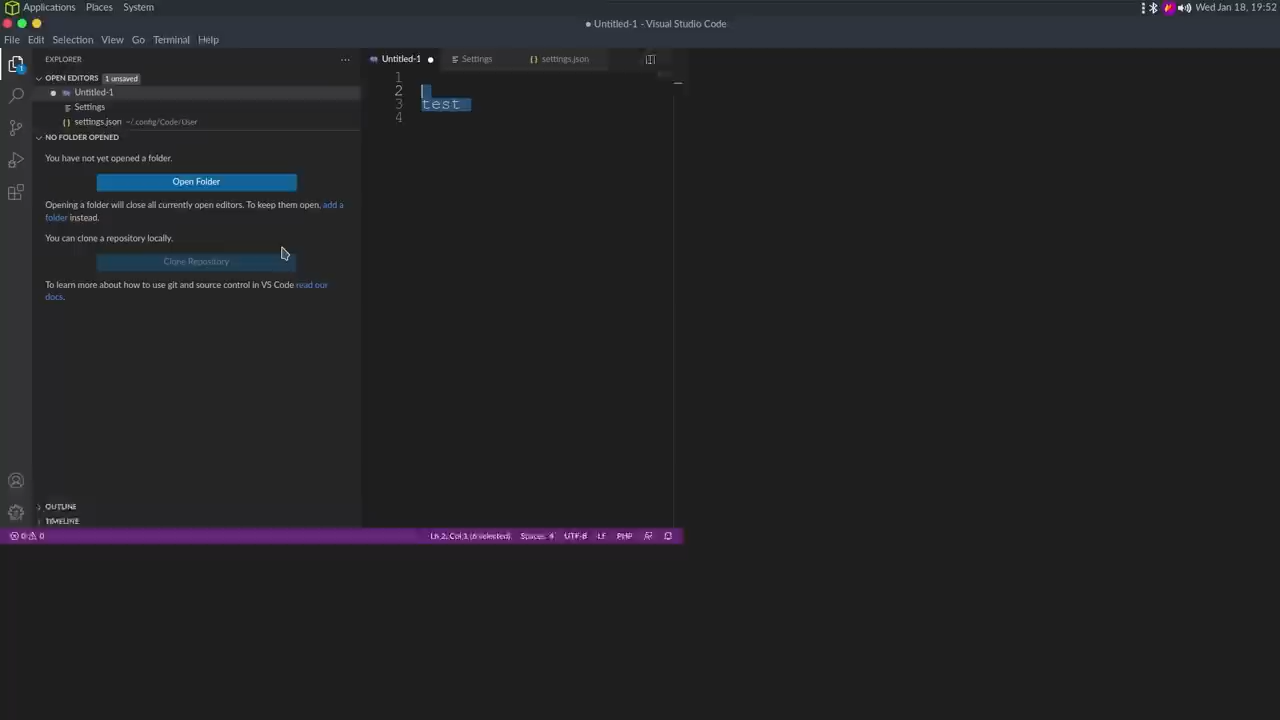 Applications Places System Wed Jan 18, 19:52
● Untitled-1 - Visual Studio Code
File Edit Selection View Go Terminal Help
EXPLORER ...
Untitled-1 ● Settings {} settings.json
OPEN EDITORS 1 unsaved
● Untitled-1
Settings
{} settings.json ~/.config/Code/User
NO FOLDER OPENED
You have not yet opened a folder.
Open Folder
Opening a folder will close all currently open editors. To keep them open, add a
folder instead.
You can clone a repository locally.
Clone Repository
To learn more about how to use git and source control in VS Code read our
docs.
OUTLINE
TIMELINE
1
2
3 test
4
1
0 0 Ln 2, Col 1 (6 selected) Spaces: 4 UTF-8 LF PHP